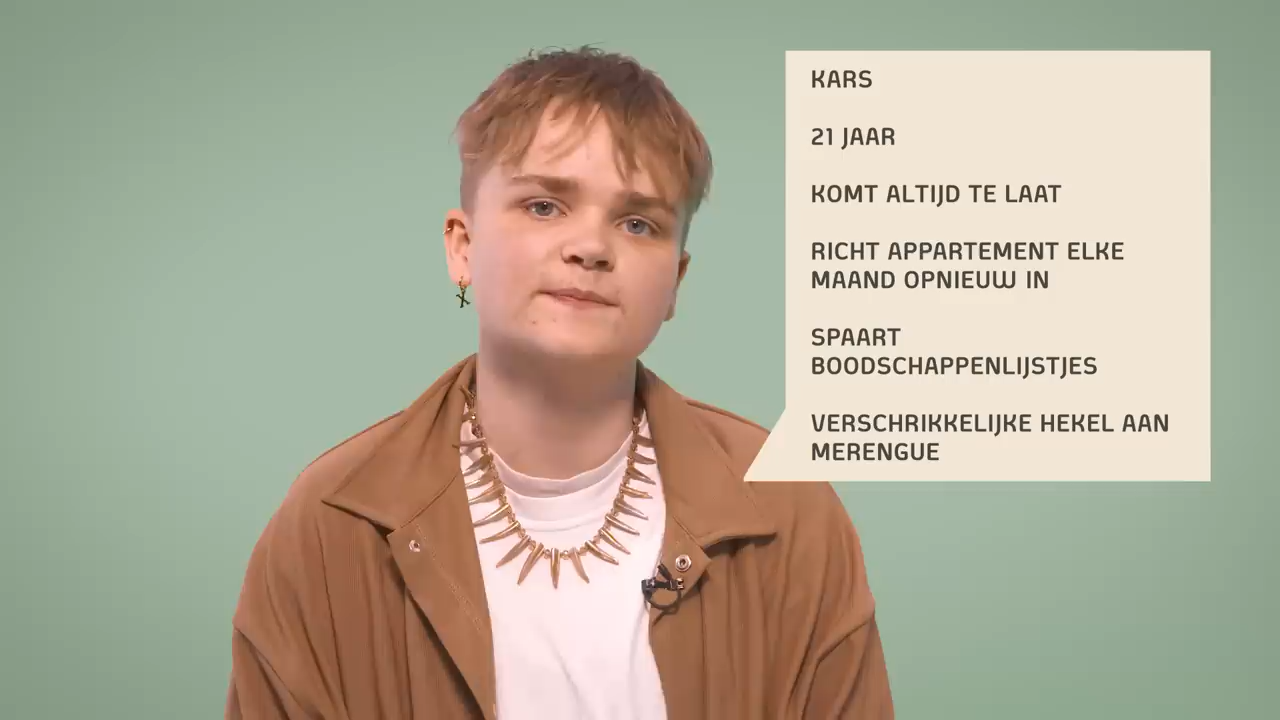 KARS
21 JAAR
KOMT ALTIJD TE LAAT
RICHT APPARTEMENT ELKE
MAAND OPNIEUW IN
SPAART
BOODSCHAPPENLIJSTJES
VERSCHRIKKELIJKE HEKEL AAN
MERENGUE